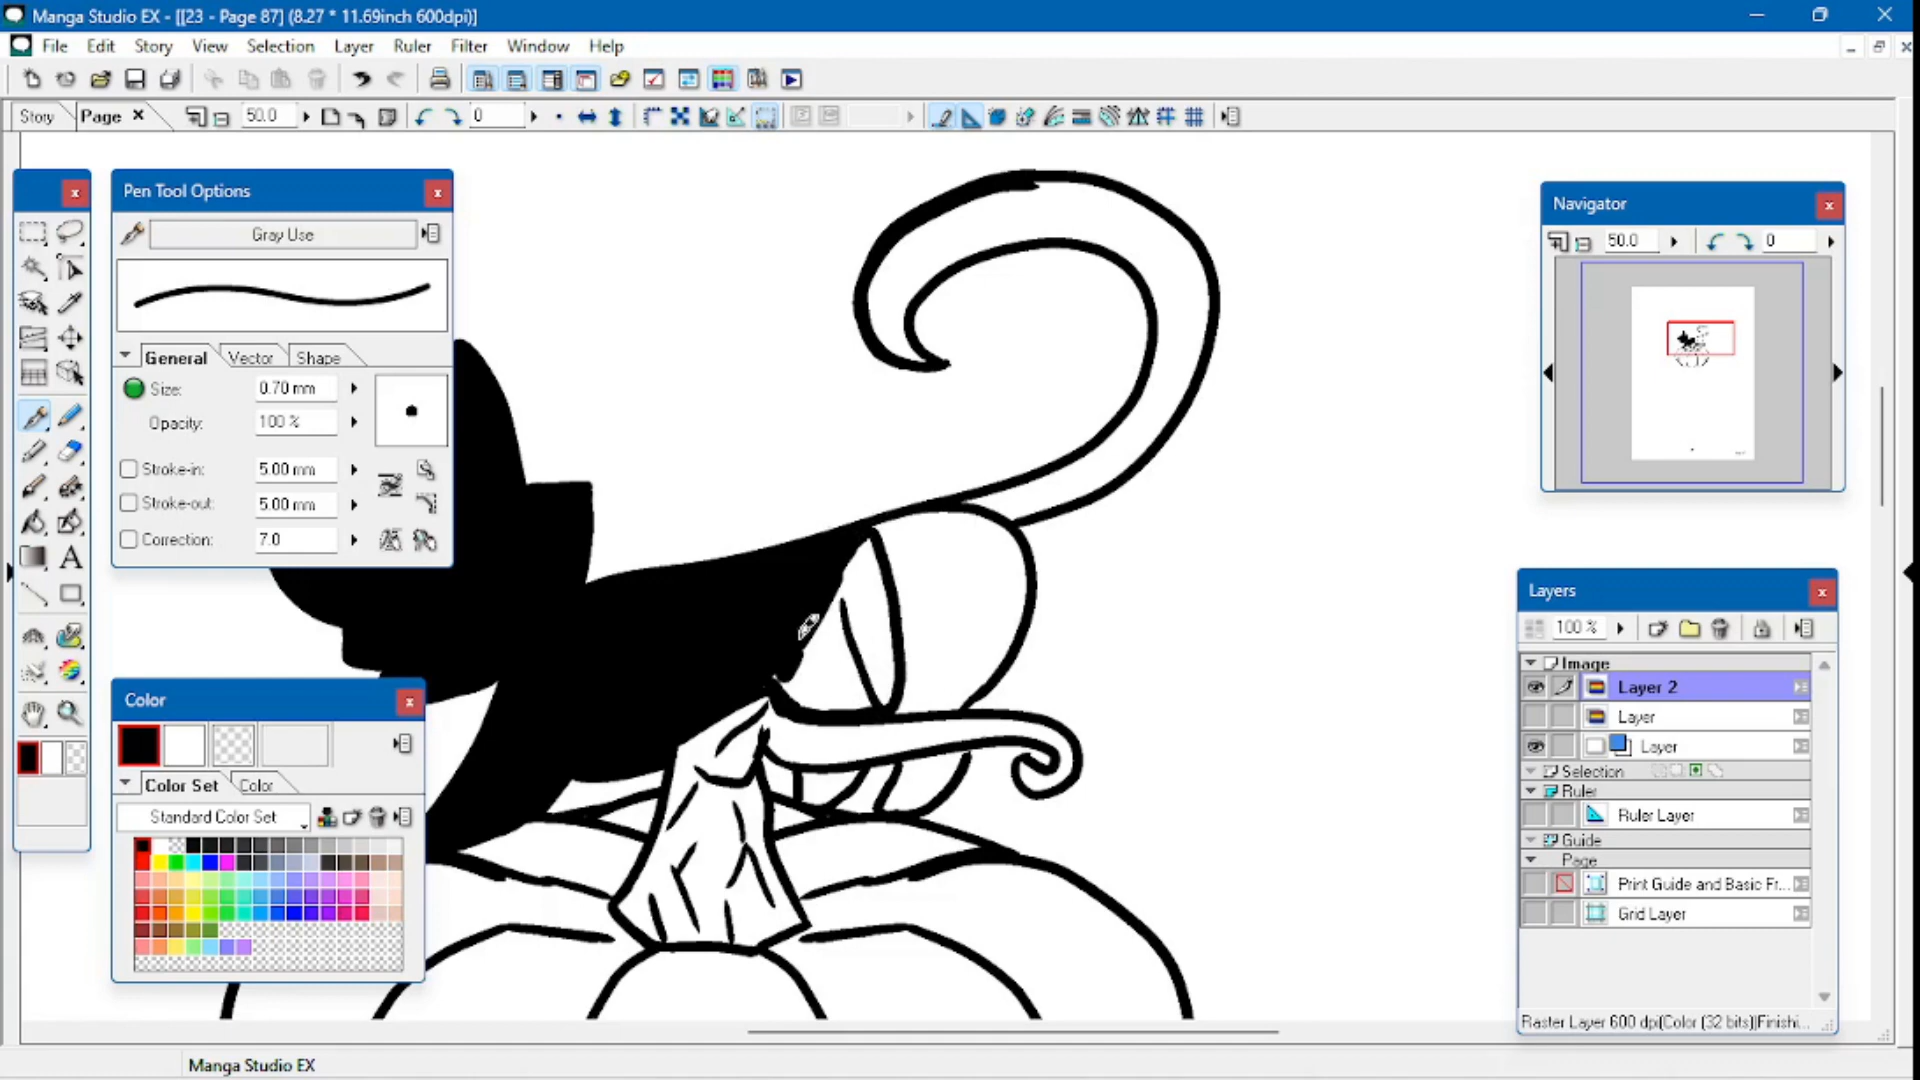 Manga Studio EX - [[23 - Page 87] (8.27 * 11.69inch 600dpi)]
File Edit Story View Selection Layer Ruler Filter Window Help
Story Page 50.0 0
Pen Tool Options
Gray Use
General Vector Shape
Size: 0.70 mm
Opacity: 100 %
Stroke-in: 5.00 mm
Stroke-out: 5.00 mm
Correction: 7.0
Color
Color Set Color
Standard Color Set
Navigator
50.0 0
Layers
100 %
Image
Layer 2
Layer
Layer
Selection
Ruler
Ruler Layer
Guide
Page
Print Guide and Basic Fr...
Grid Layer
Raster Layer 600 dpi(Color (32 bits)|Finishi...
Manga Studio EX